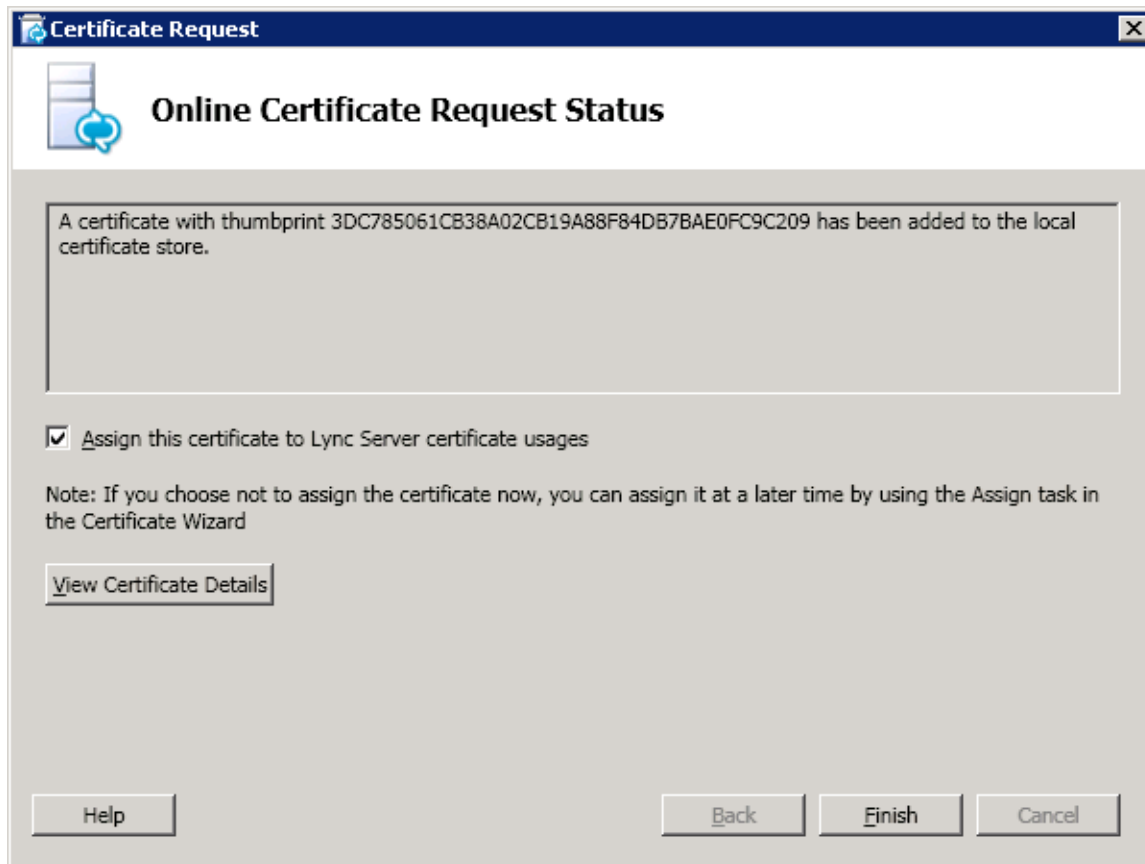 Certificate Request
Online Certificate Request Status
A certificate with thumbprint 3DC785061CB38A02CB19A88F84DB7BAE0FC9C209 has been added to the local
certificate store.
Assign this certificate to Lync Server certificate usages
Note: If you choose not to assign the certificate now, you can assign it at a later time by using the Assign task in
the Certificate Wizard
View Certificate Details
Help
Back
Finish
Cancel